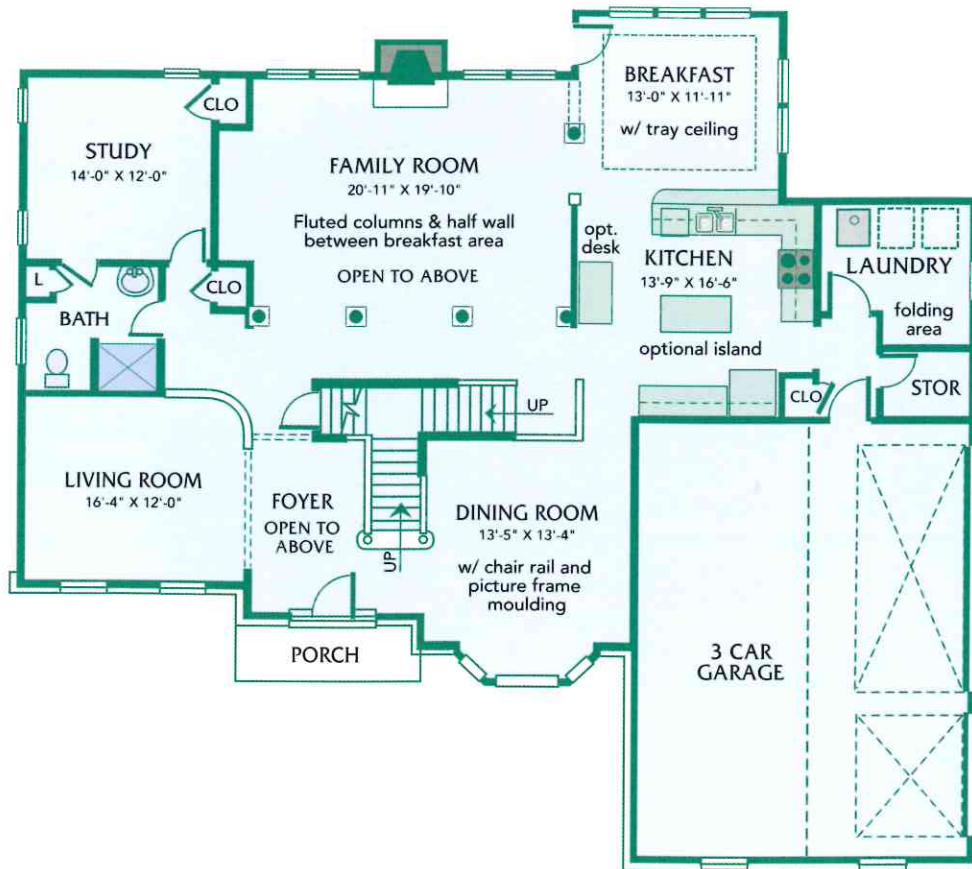 BREAKFAST
13'-0" X 11'-11"
w/ tray ceiling
CLO
STUDY
14'-0" X 12'-0"
FAMILY ROOM
20'-11" X 19'-10"
Fluted columns & half wall
between breakfast area
OPEN TO ABOVE
opt.
desk
KITCHEN
13'-9" X 16'-6"
optional island
LAUNDRY
folding
area
L
CLO
BATH
UP
CLO
STOR
LIVING ROOM
16'-4" X 12'-0"
FOYER
OPEN TO
ABOVE
UP
DINING ROOM
13'-5" X 13'-4"
w/ chair rail and
picture frame
moulding
PORCH
3 CAR
GARAGE